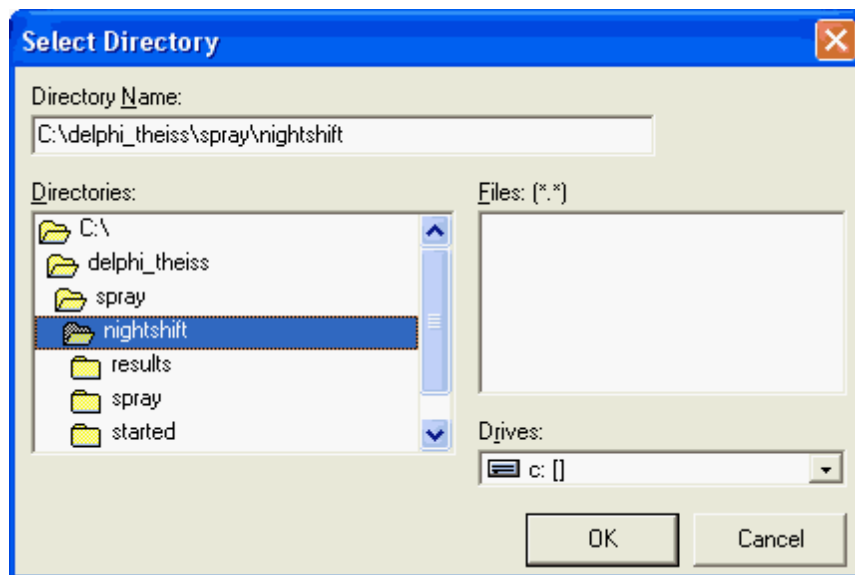 Select Directory
Directory Name:
C:\delphi_theiss\spray\nightshift
Directories:
C:\
delphi_theiss
spray
nightshift
results
spray
started
Files: (*.*)
Drives:
c: []
OK
Cancel